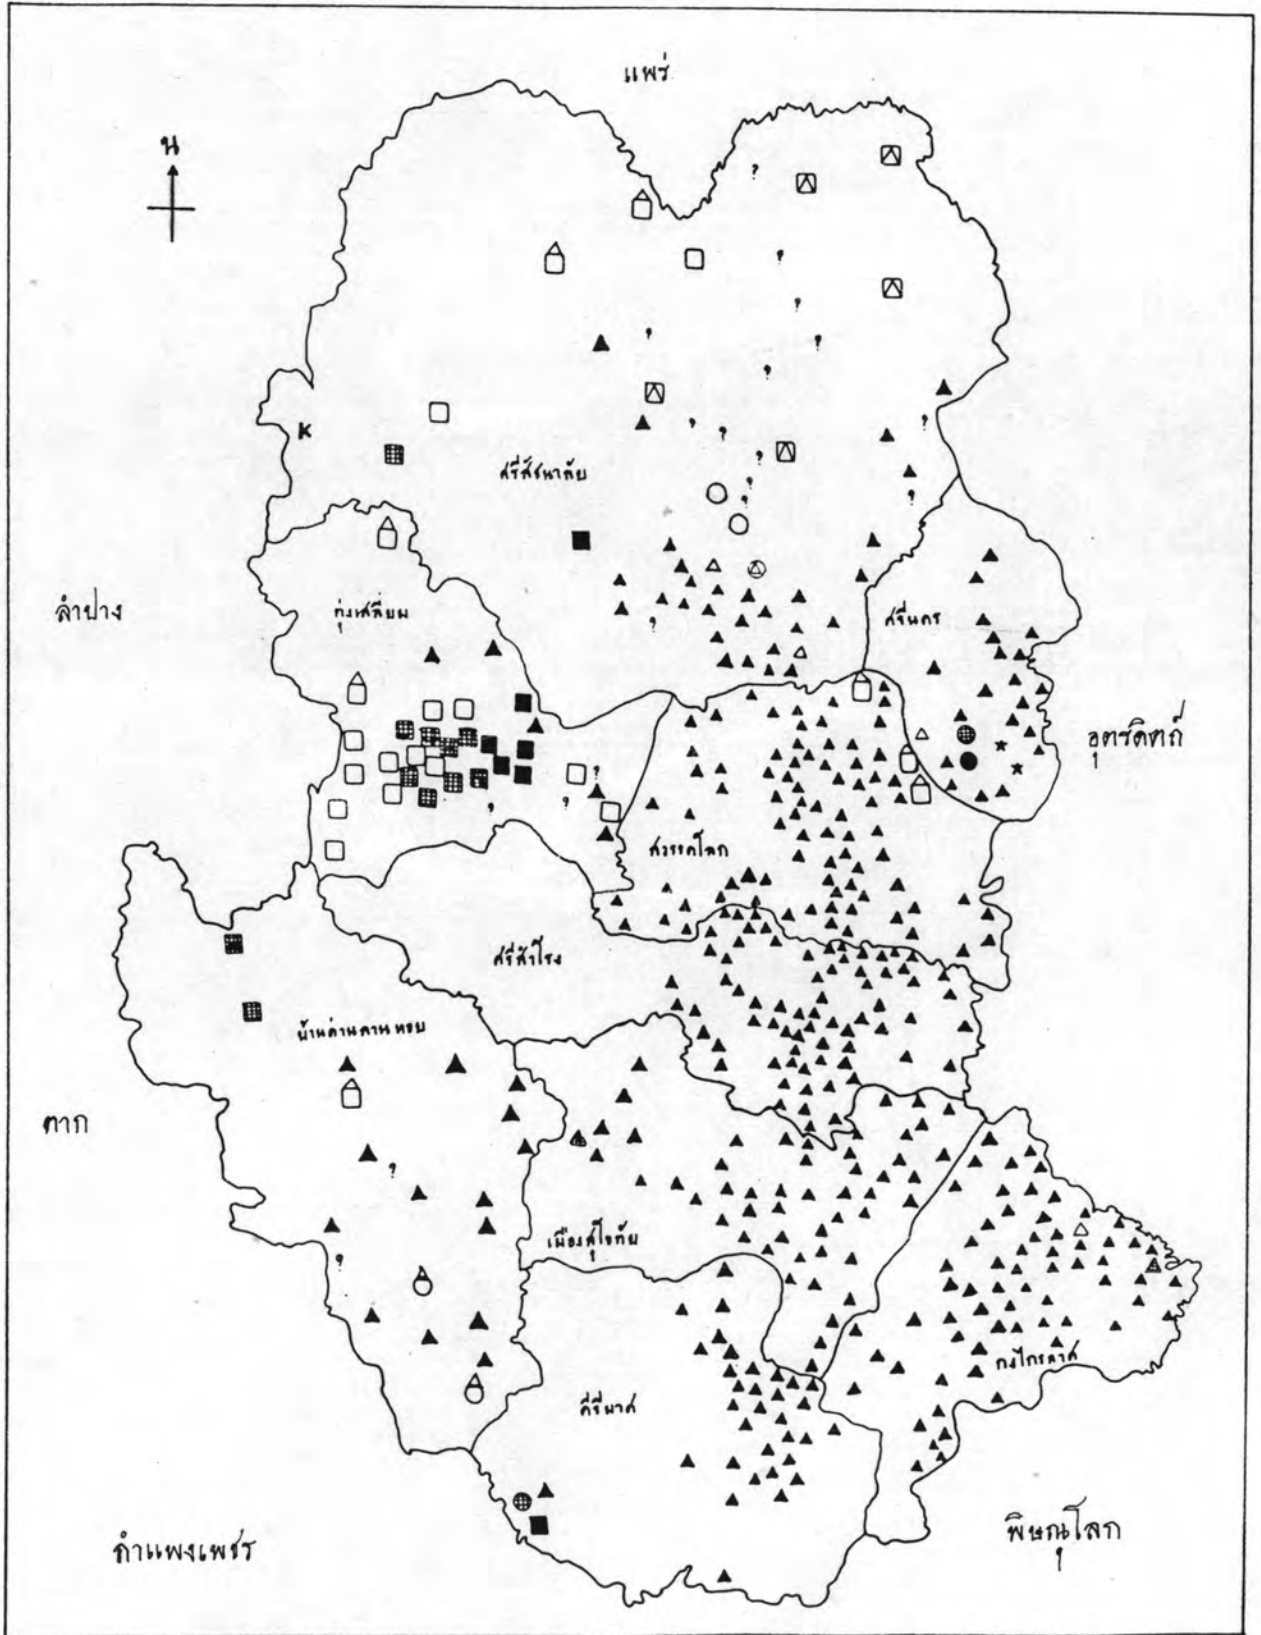 แพร่
น
K
ศรีสัชนาลัย
ลำปาง
ทุ่งเสลี่ยม
ศรีนคร
อุตรดิตถ์
สวรรคโลก
ศรีสำโรง
บ้านด่านลานหอย
ตาก
เมืองสุโขทัย
กงไกรลาศ
คีรีมาศ
กำแพงเพชร
พิษณุโลก